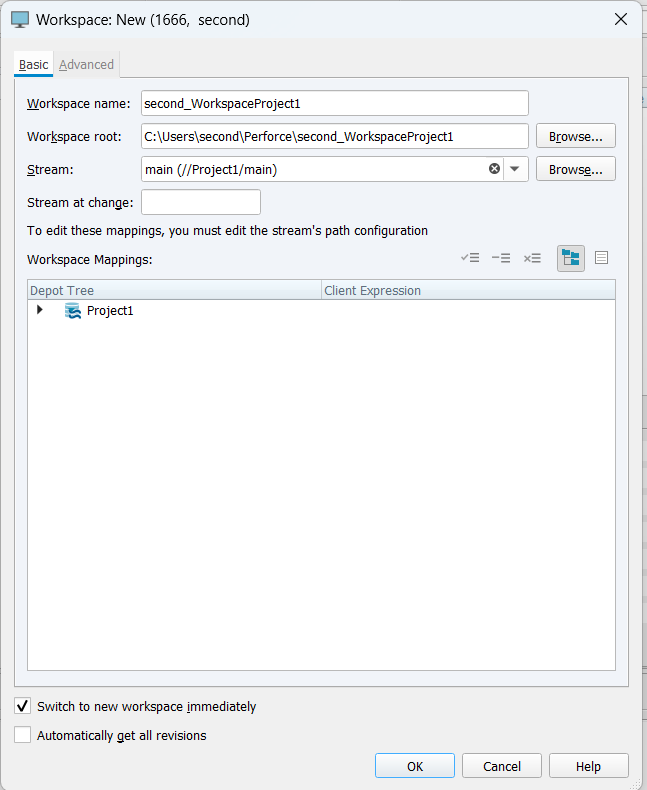 Workspace: New (1666,  second)
Basic Advanced
Workspace name: second_WorkspaceProject1
Workspace root: C:\Users\second\Perforce\second_WorkspaceProject1 Browse...
Stream: main (//Project1/main) Browse...
Stream at change:
To edit these mappings, you must edit the stream's path configuration
Workspace Mappings:
Depot Tree Client Expression
Project1
Switch to new workspace immediately
Automatically get all revisions
OK Cancel Help